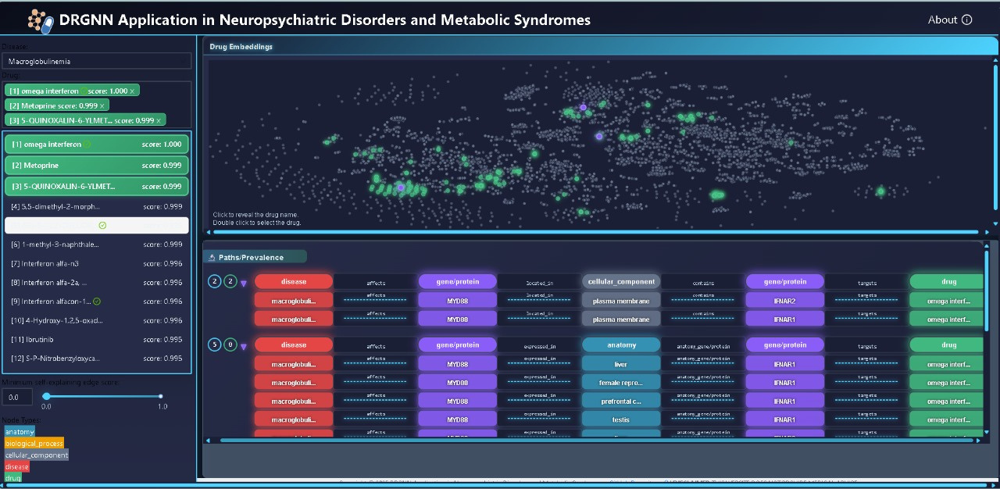 DRGNN Application in Neuropsychiatric Disorders and Metabolic Syndromes
About
Disease:
Macroglobulinemia
Drug:
[1] omega interferon score: 1.000 ×
[2] Metoprine score: 0.999 ×
[3] 5-QUINOXALIN-6-YLMET... score: 0.999 ×
[1] omega interferon score: 1.000
[2] Metoprine score: 0.999
[3] 5-QUINOXALIN-6-YLMET... score: 0.999
[4] 5,5-dimethyl-2-morph... score: 0.999
[6] 1-methyl-3-naphthale... score: 0.999
[7] Interferon alfa-n3 score: 0.996
[8] Interferon alfa-2a, ... score: 0.996
[9] Interferon alfacon-1... score: 0.996
[10] 4-Hydroxy-1,2,5-oxad... score: 0.996
[11] Ibrutinib score: 0.995
[12] S-P-Nitrobenzyloxyca... score: 0.995
Minimum self-explaining edge score:
0.0
0.0 1.0
Node Types:
anatomy
biological_process
cellular_component
disease
drug
Drug Embeddings
Click to reveal the drug name.
Double click to select the drug.
Paths/Prevalence
2 2 disease affects gene/protein located_in cellular_component contains gene/protein targets drug
macroglobuli... affects MYD88 located_in plasma membrane contains IFNAR2 targets omega interf...
macroglobuli... affects MYD88 located_in plasma membrane contains IFNAR1 targets omega interf...
5 0 disease affects gene/protein expressed_in anatomy anatomy_gene/protein gene/protein targets drug
macroglobuli... affects MYD88 expressed_in liver anatomy_gene/protein IFNAR1 targets omega interf...
macroglobuli... affects MYD88 expressed_in female repro... anatomy_gene/protein IFNAR1 targets omega interf...
macroglobuli... affects MYD88 expressed_in prefrontal c... anatomy_gene/protein IFNAR1 targets omega interf...
macroglobuli... affects MYD88 expressed_in testis anatomy_gene/protein IFNAR1 targets omega interf...
affects expressed_in anatomy_gene/protein targets